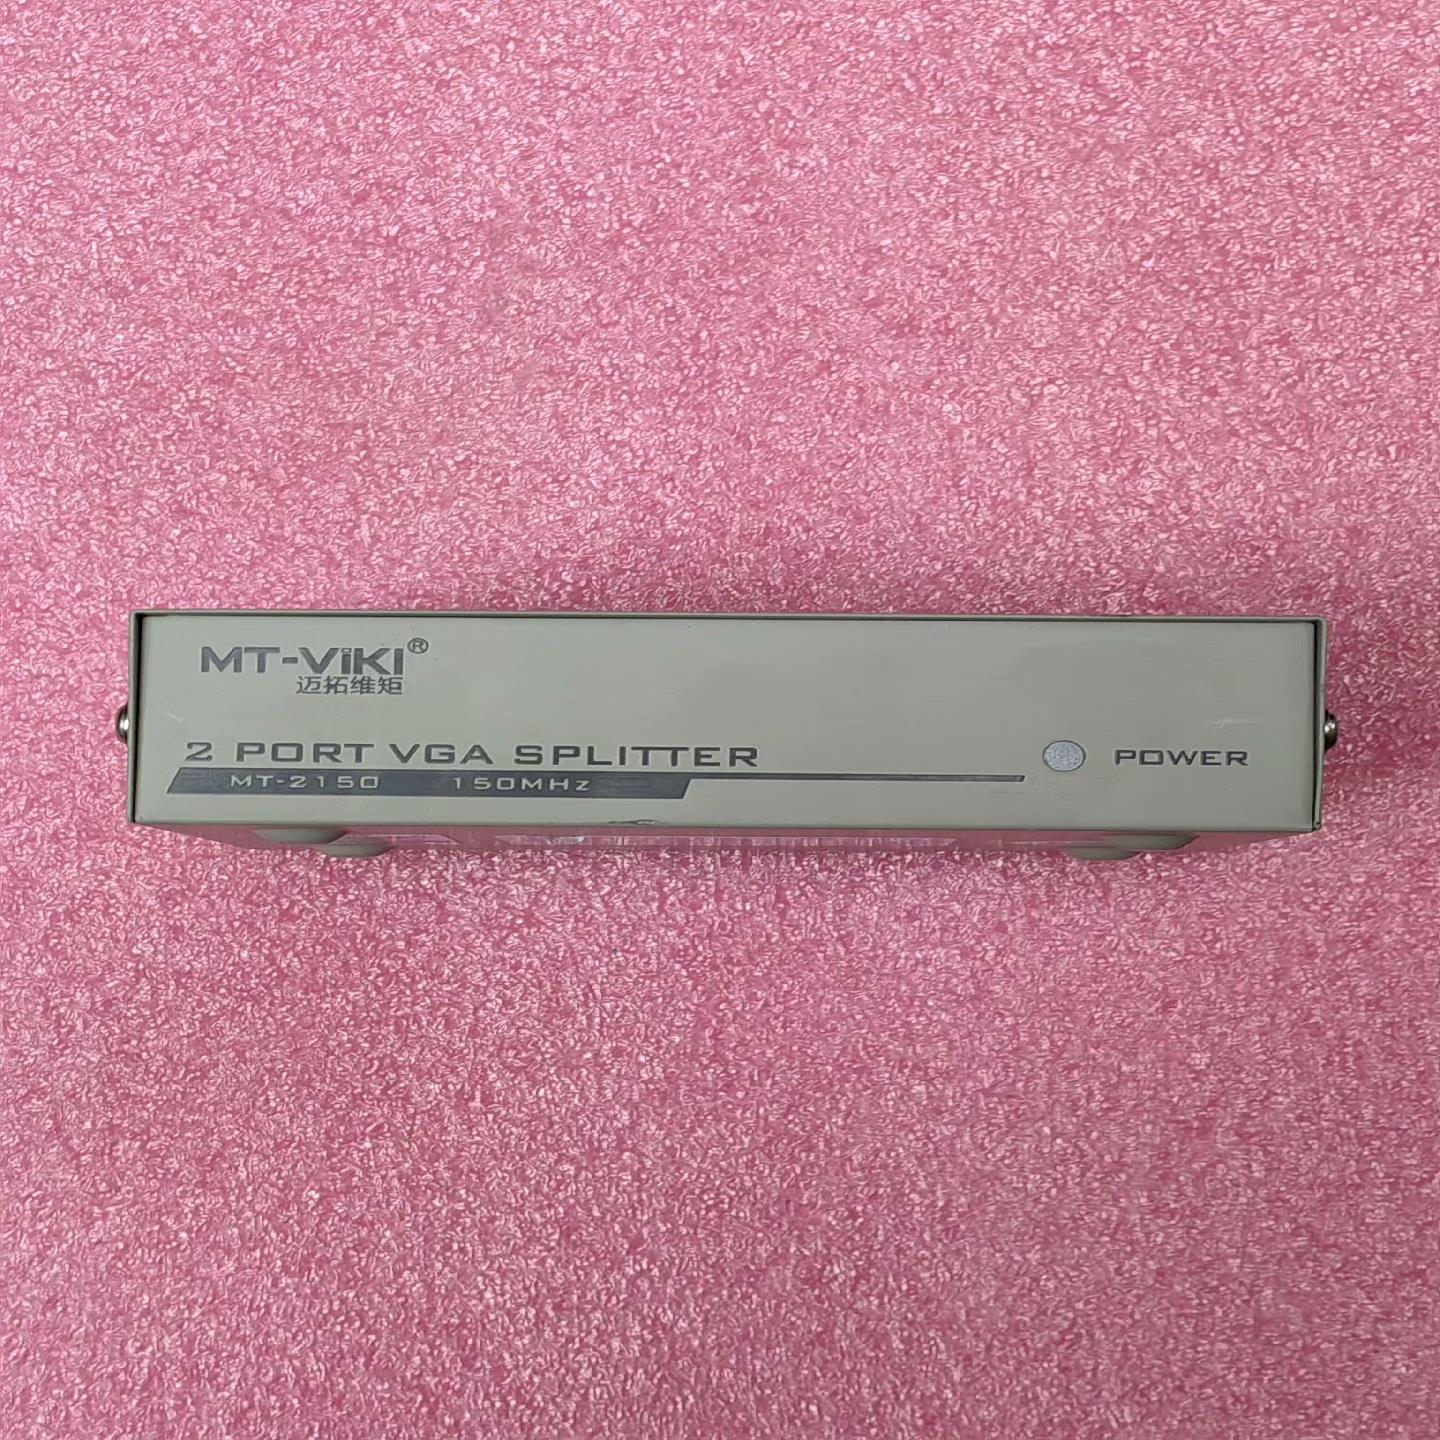 MT-ViKI®
迈拓维矩
2 PORT VGA SPLITTER
MT-2150 150MHz
POWER